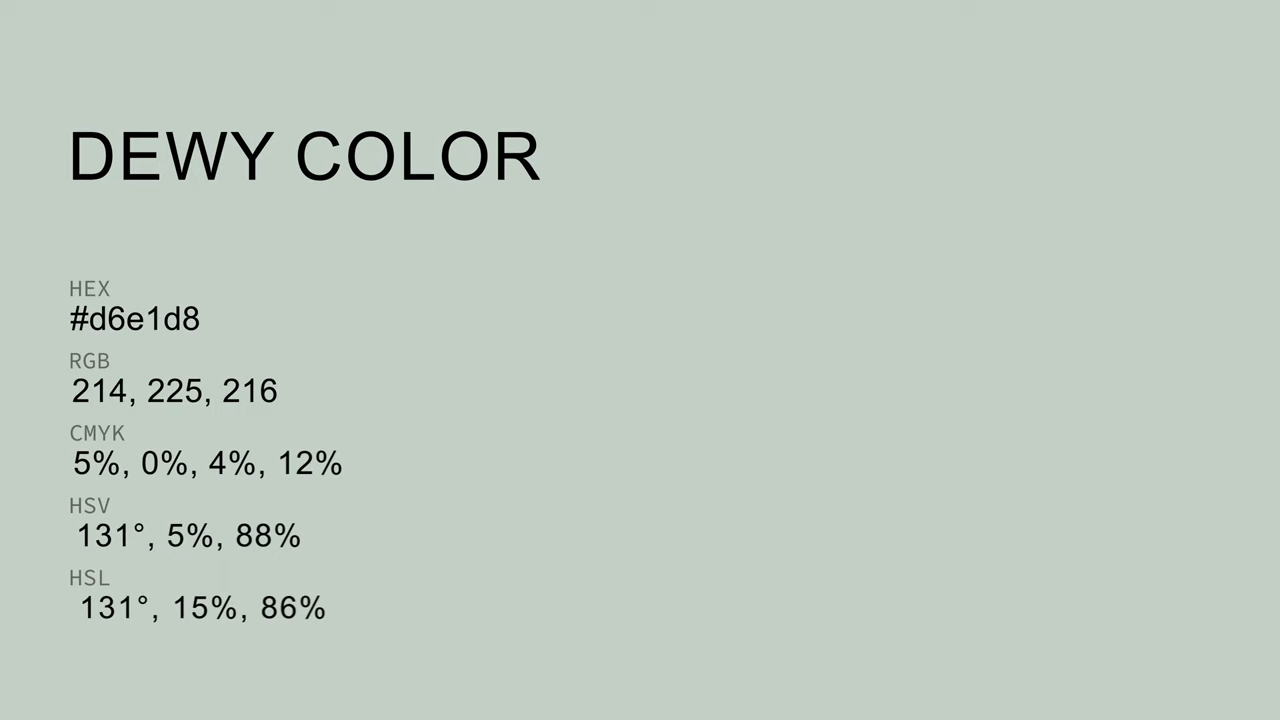 DEWY COLOR
HEX
#d6e1d8
RGB
214, 225, 216
CMYK
5%, 0%, 4%, 12%
HSV
131°, 5%, 88%
HSL
131°, 15%, 86%